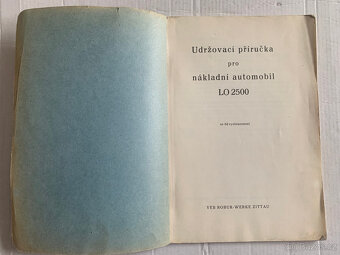 Udržovací příručka
pro
nákladní automobil
LO 2500
VEB ROBUR-WERKE ZITTAU